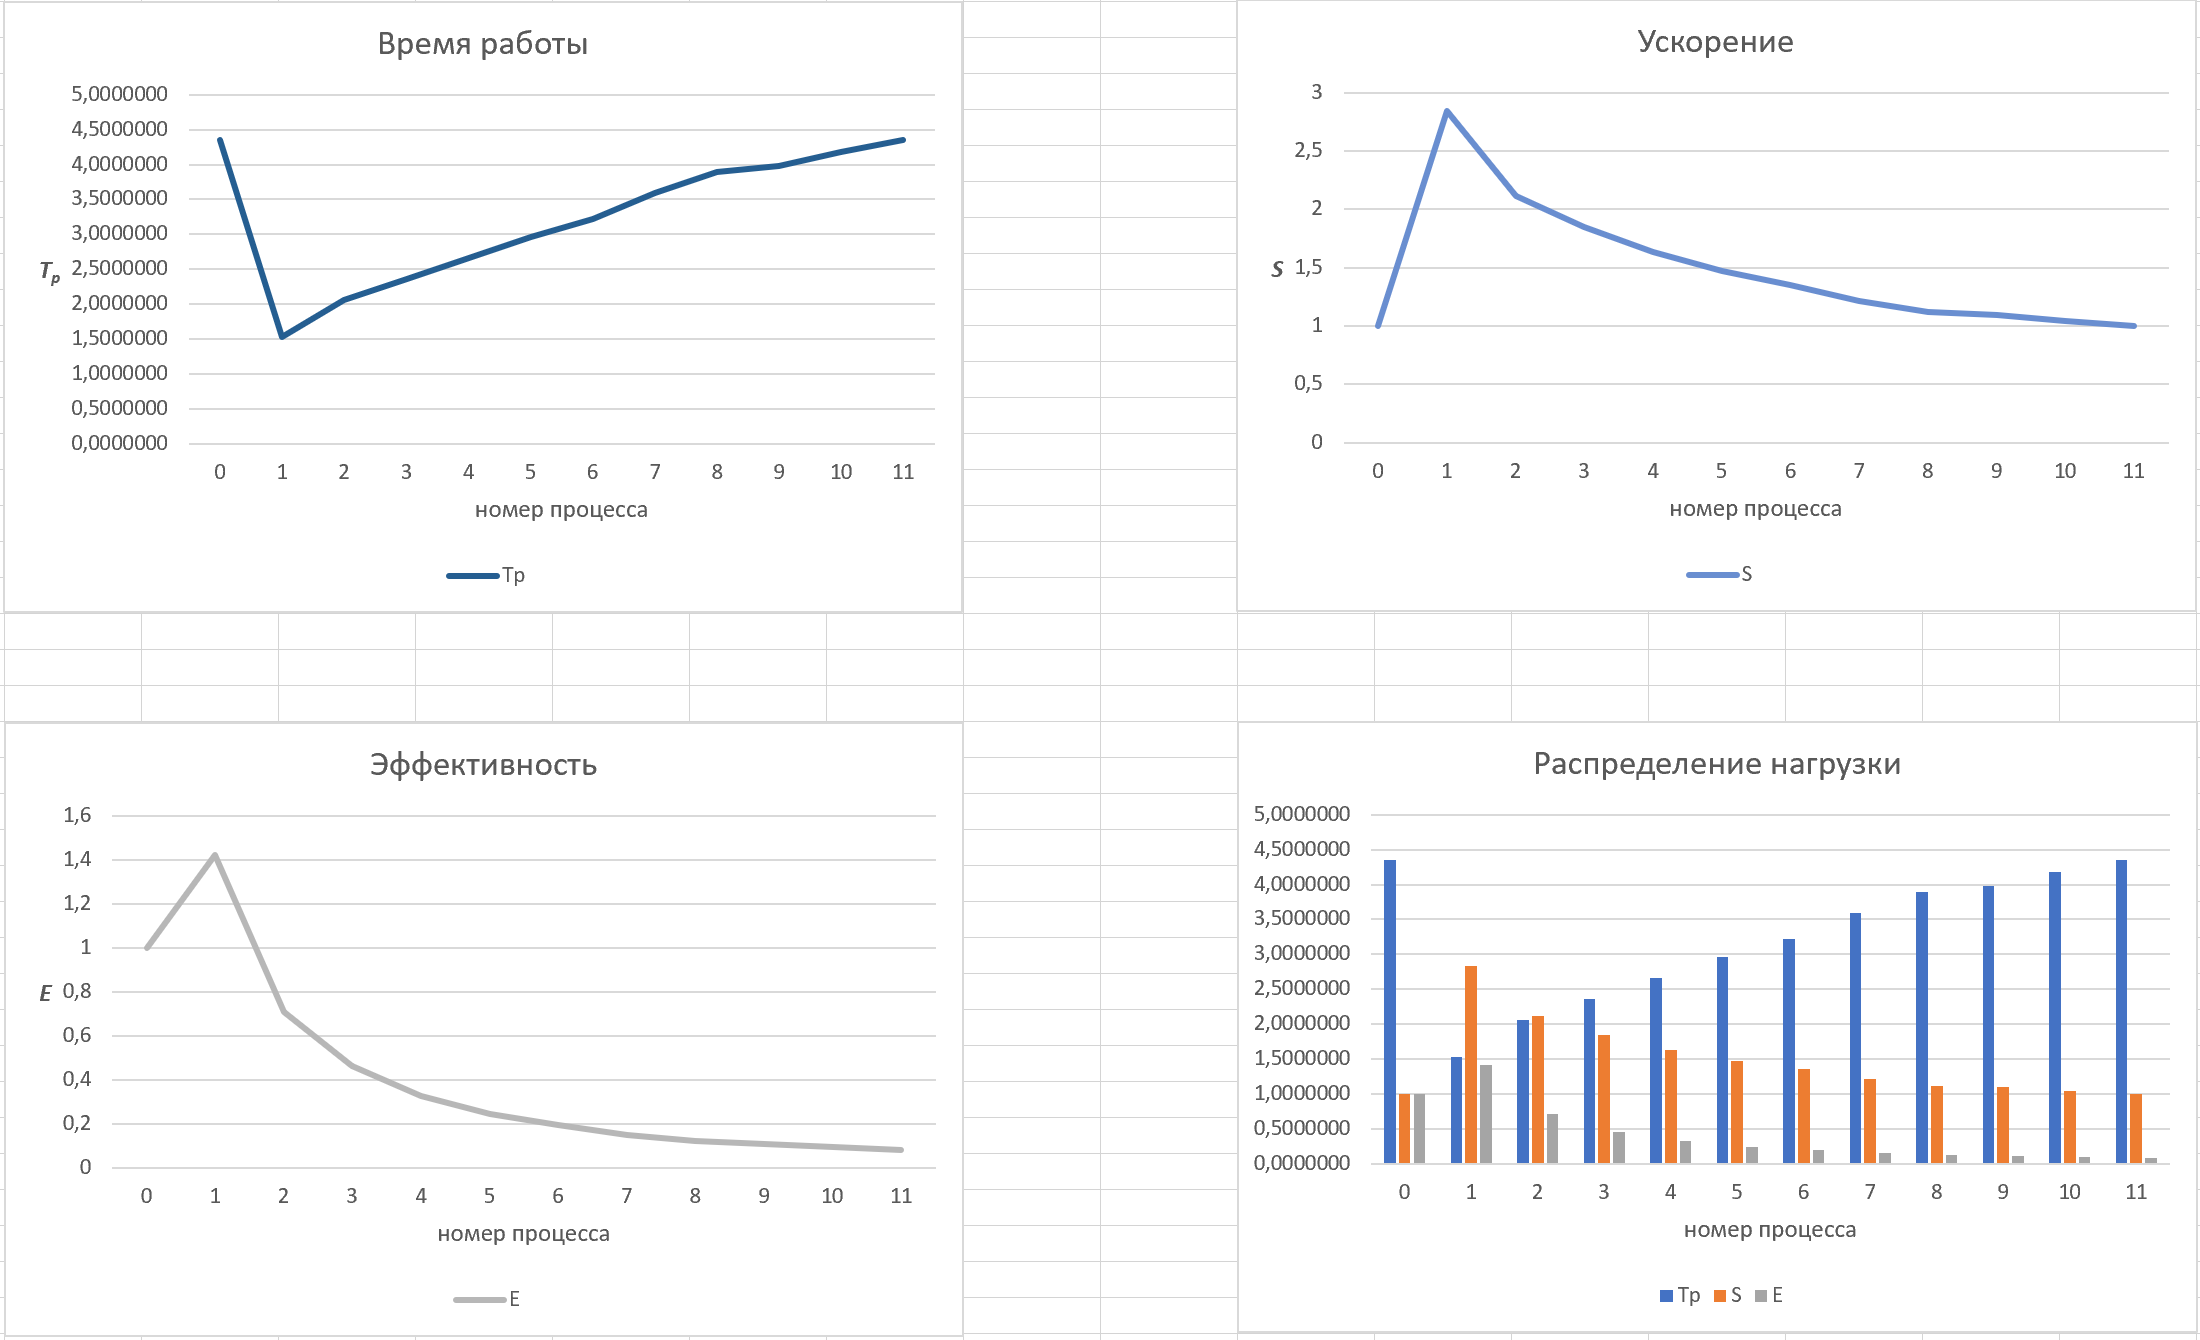 Время работы
5,0000000
4,5000000
4,0000000
3,5000000
3,0000000
2,5000000
2,0000000
1,5000000
1,0000000
0,5000000
0,0000000
Tp
0 1 2 3 4 5 6 7 8 9 10 11
номер процесса
Tp
Ускорение
3
2,5
2
1,5
1
0,5
0
S
0 1 2 3 4 5 6 7 8 9 10 11
номер процесса
S
Эффективность
1,6
1,4
1,2
1
0,8
0,6
0,4
0,2
0
E
0 1 2 3 4 5 6 7 8 9 10 11
номер процесса
E
Распределение нагрузки
5,0000000
4,5000000
4,0000000
3,5000000
3,0000000
2,5000000
2,0000000
1,5000000
1,0000000
0,5000000
0,0000000
0 1 2 3 4 5 6 7 8 9 10 11
номер процесса
Tp S E